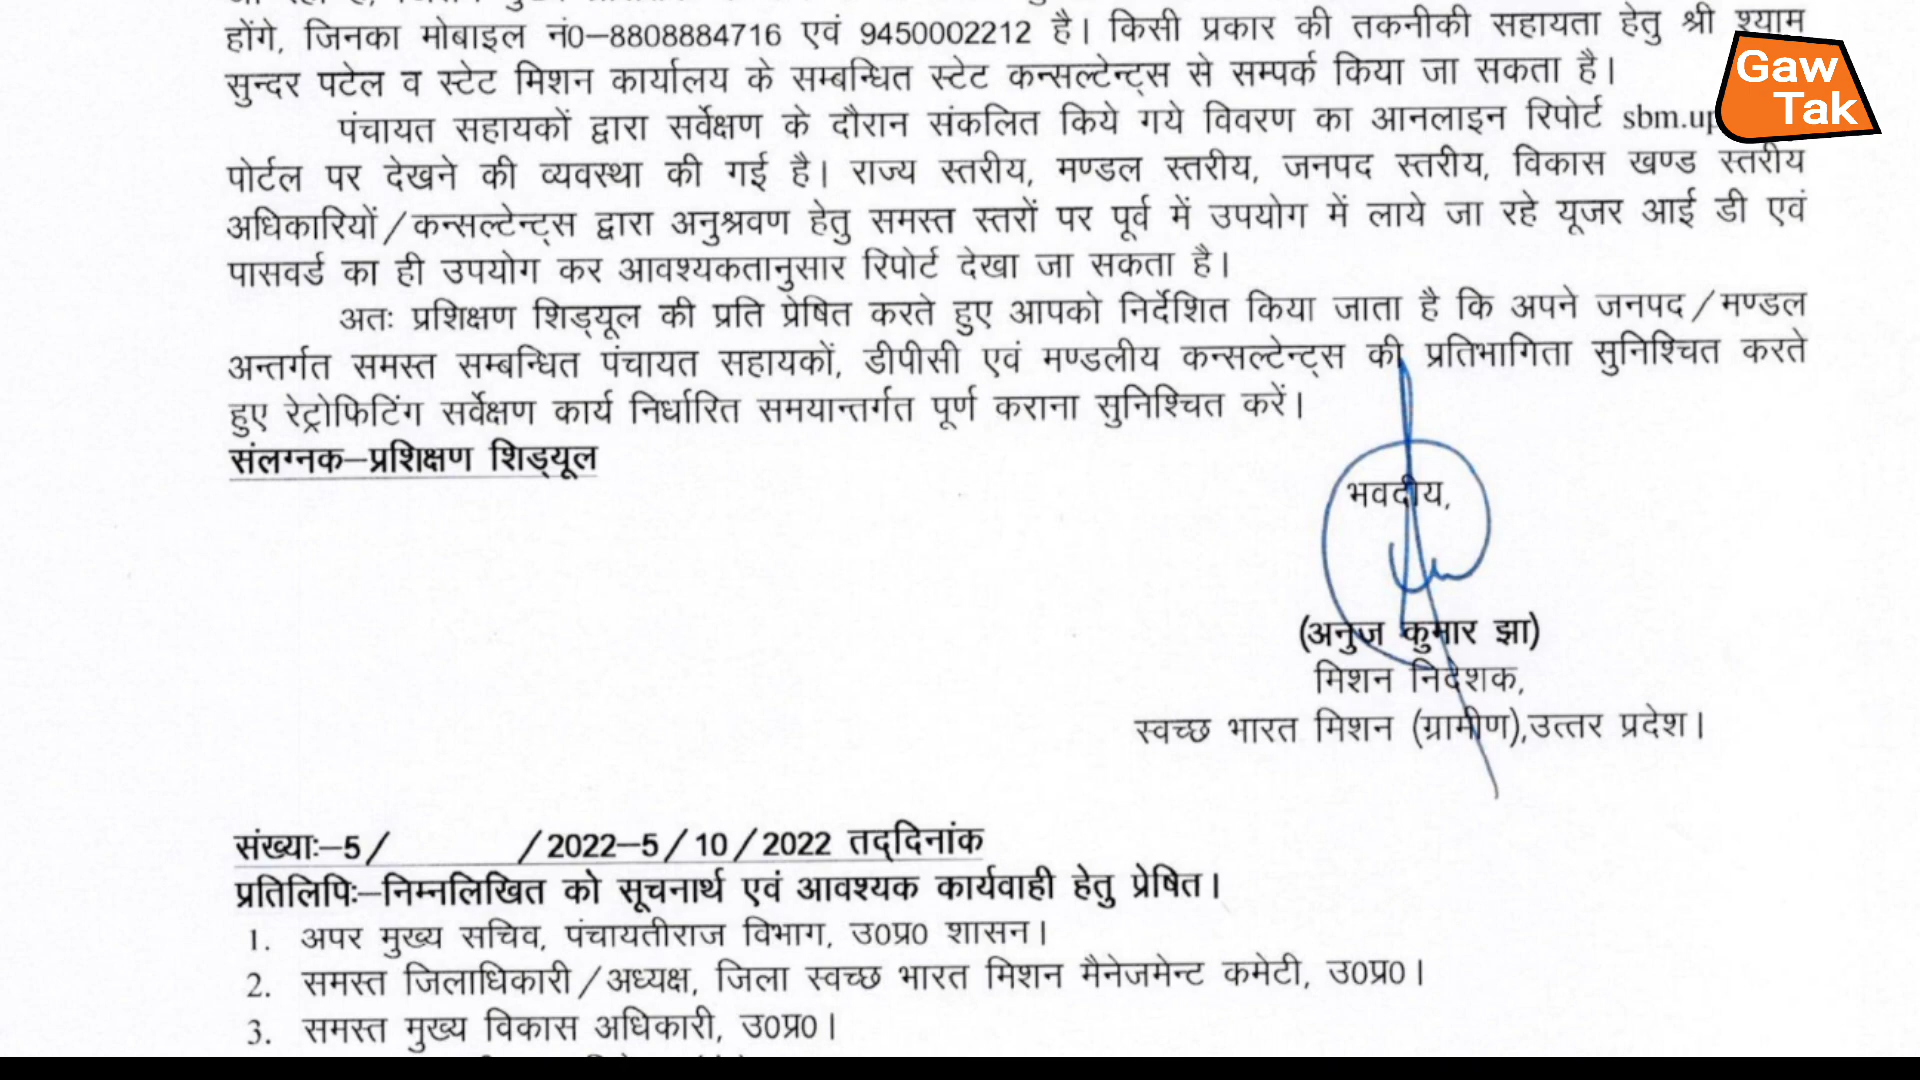 होंगे, जिनका मोबाइल नं0–8808884716 एवं 9450002212 है। किसी प्रकार की तकनीकी सहायता हेतु श्री श्याम
सुन्दर पटेल व स्टेट मिशन कार्यालय के सम्बन्धित स्टेट कन्सल्टेन्ट्स से सम्पर्क किया जा सकता है।
Gaw
Tak
पंचायत सहायकों द्वारा सर्वेक्षण के दौरान संकलित किये गये विवरण का आनलाइन रिपोर्ट sbm.up
पोर्टल पर देखने की व्यवस्था की गई है। राज्य स्तरीय, मण्डल स्तरीय, जनपद स्तरीय, विकास खण्ड स्तरीय
अधिकारियों/कन्सल्टेन्ट्स द्वारा अनुश्रवण हेतु समस्त स्तरों पर पूर्व में उपयोग में लाये जा रहे यूजर आई डी एवं
पासवर्ड का ही उपयोग कर आवश्यकतानुसार रिपोर्ट देखा जा सकता है।
अतः प्रशिक्षण शिड्यूल की प्रति प्रेषित करते हुए आपको निर्देशित किया जाता है कि अपने जनपद/मण्डल
अन्तर्गत समस्त सम्बन्धित पंचायत सहायकों, डीपीसी एवं मण्डलीय कन्सल्टेन्ट्स की प्रतिभागिता सुनिश्चित करते
हुए रेट्रोफिटिंग सर्वेक्षण कार्य निर्धारित समयान्तर्गत पूर्ण कराना सुनिश्चित करें।
संलग्नक–प्रशिक्षण शिड्यूल
भवदीय,
(अनुज कुमार झा)
मिशन निदेशक,
स्वच्छ भारत मिशन (ग्रामीण),उत्तर प्रदेश।
संख्याः–5/ /2022–5/10/2022 तद्दिनांक
प्रतिलिपिः–निम्नलिखित को सूचनार्थ एवं आवश्यक कार्यवाही हेतु प्रेषित।
1. अपर मुख्य सचिव, पंचायतीराज विभाग, उ0प्र0 शासन।
2. समस्त जिलाधिकारी/अध्यक्ष, जिला स्वच्छ भारत मिशन मैनेजमेन्ट कमेटी, उ0प्र0।
3. समस्त मुख्य विकास अधिकारी, उ0प्र0।